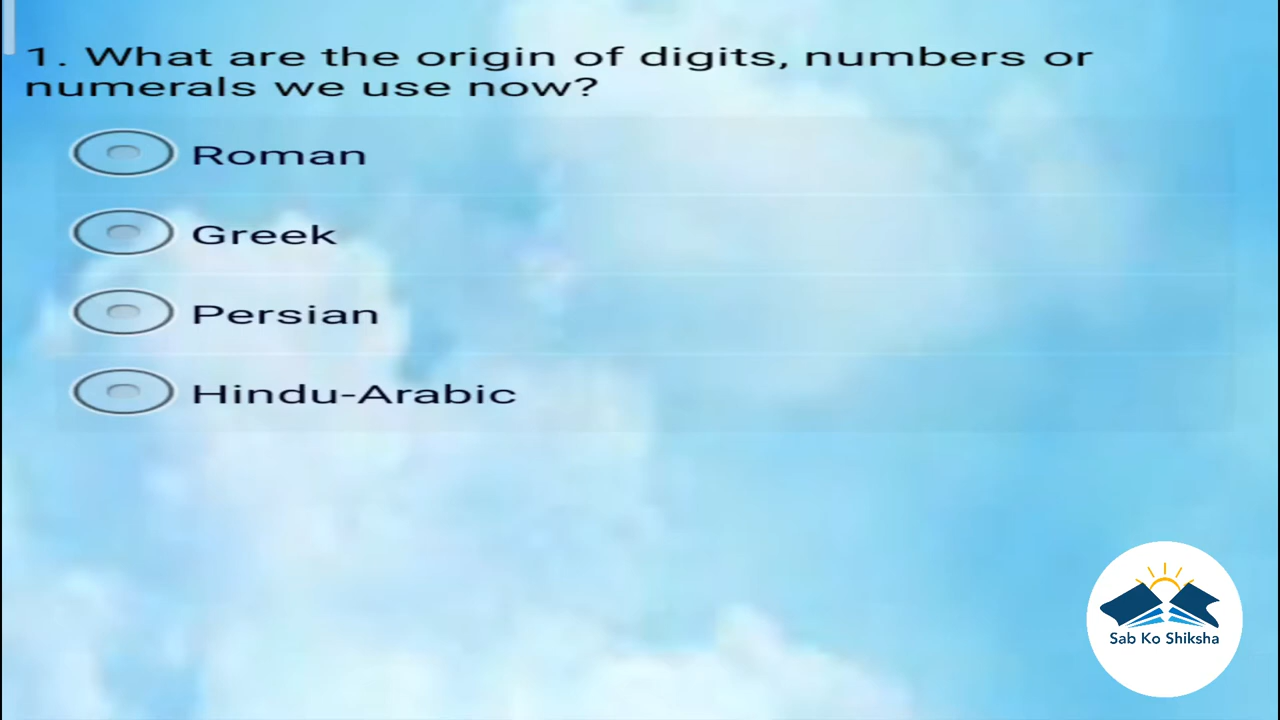 1. What are the origin of digits, numbers or
numerals we use now?
Roman
Greek
Persian
Hindu-Arabic
Sab Ko Shiksha